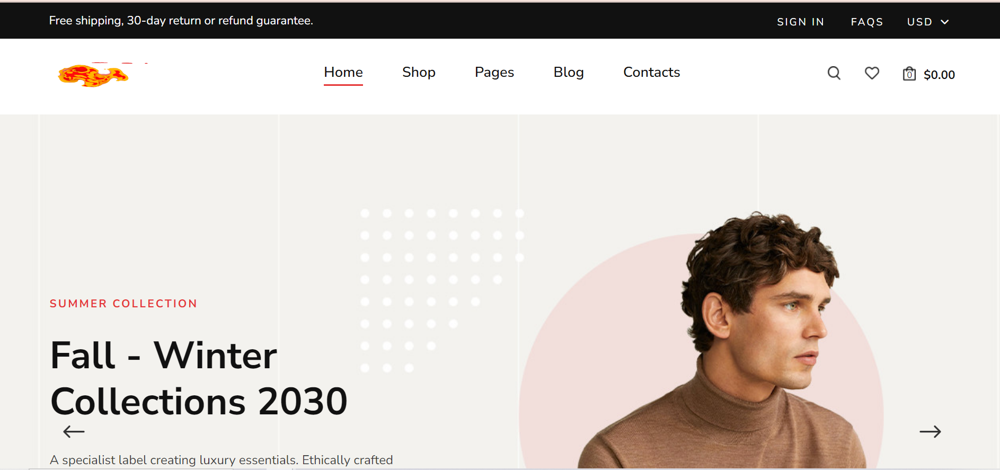 Free shipping, 30-day return or refund guarantee.
SIGN IN FAQS USD
Home Shop Pages Blog Contacts
0 $0.00
SUMMER COLLECTION
Fall - Winter
Collections 2030
A specialist label creating luxury essentials. Ethically crafted